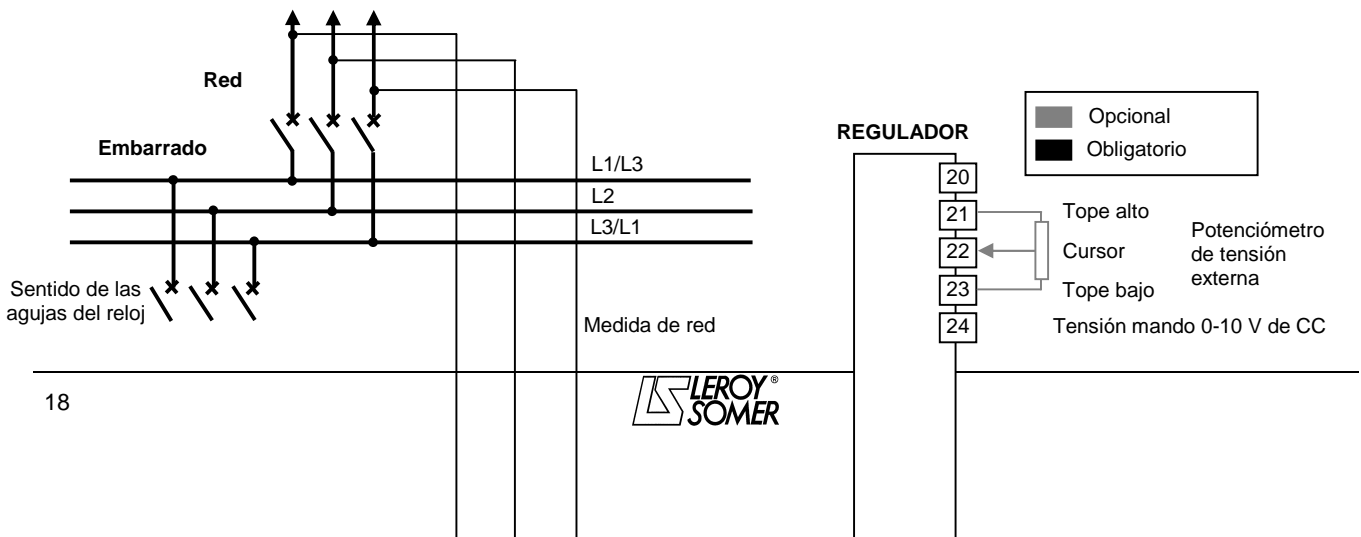 Red
Embarrado
L1/L3
L2
L3/L1
Sentido de las
agujas del reloj
Medida de red
REGULADOR
Opcional
Obligatorio
20
21
22
23
24
Tope alto
Cursor
Tope bajo
Potenciómetro
de tensión
externa
Tensión mando 0-10 V de CC
18
LS LEROY®
SOMER